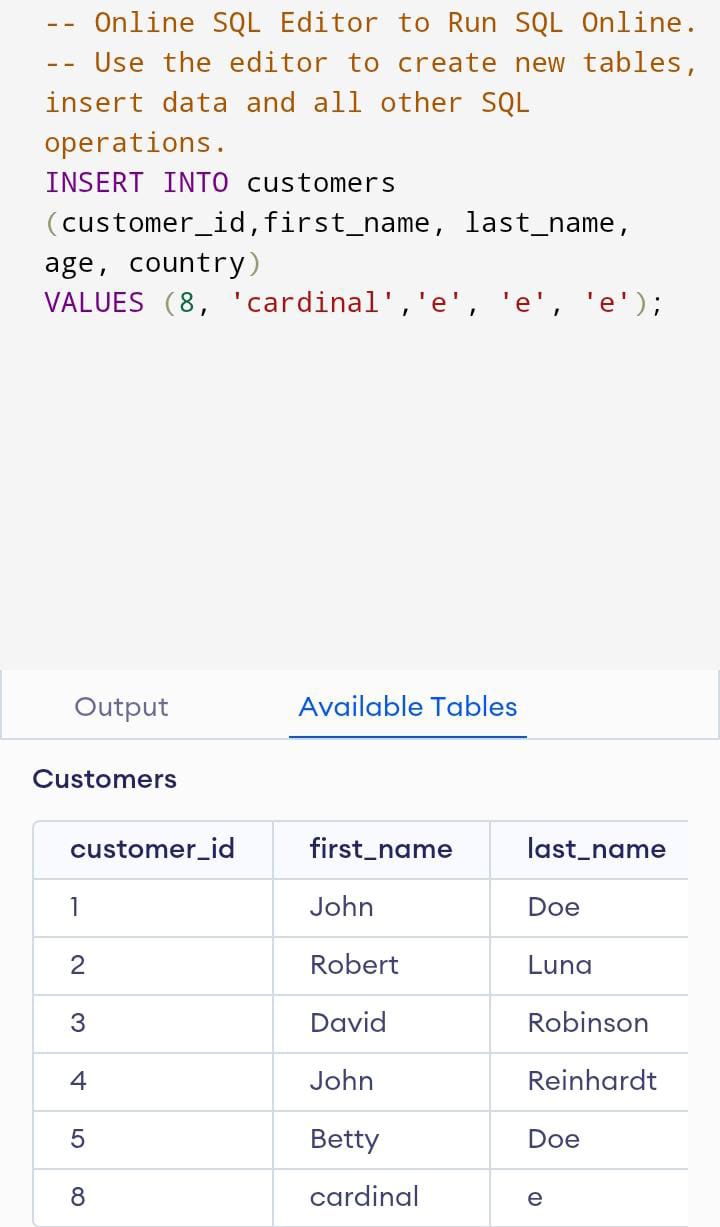 -- Online SQL Editor to Run SQL Online.
-- Use the editor to create new tables,
insert data and all other SQL
operations.
INSERT INTO customers
(customer_id,first_name, last_name,
age, country)
VALUES (8, 'cardinal','e', 'e', 'e');
Output Available Tables
Customers
customer_id first_name last_name
1 John Doe
2 Robert Luna
3 David Robinson
4 John Reinhardt
5 Betty Doe
8 cardinal e